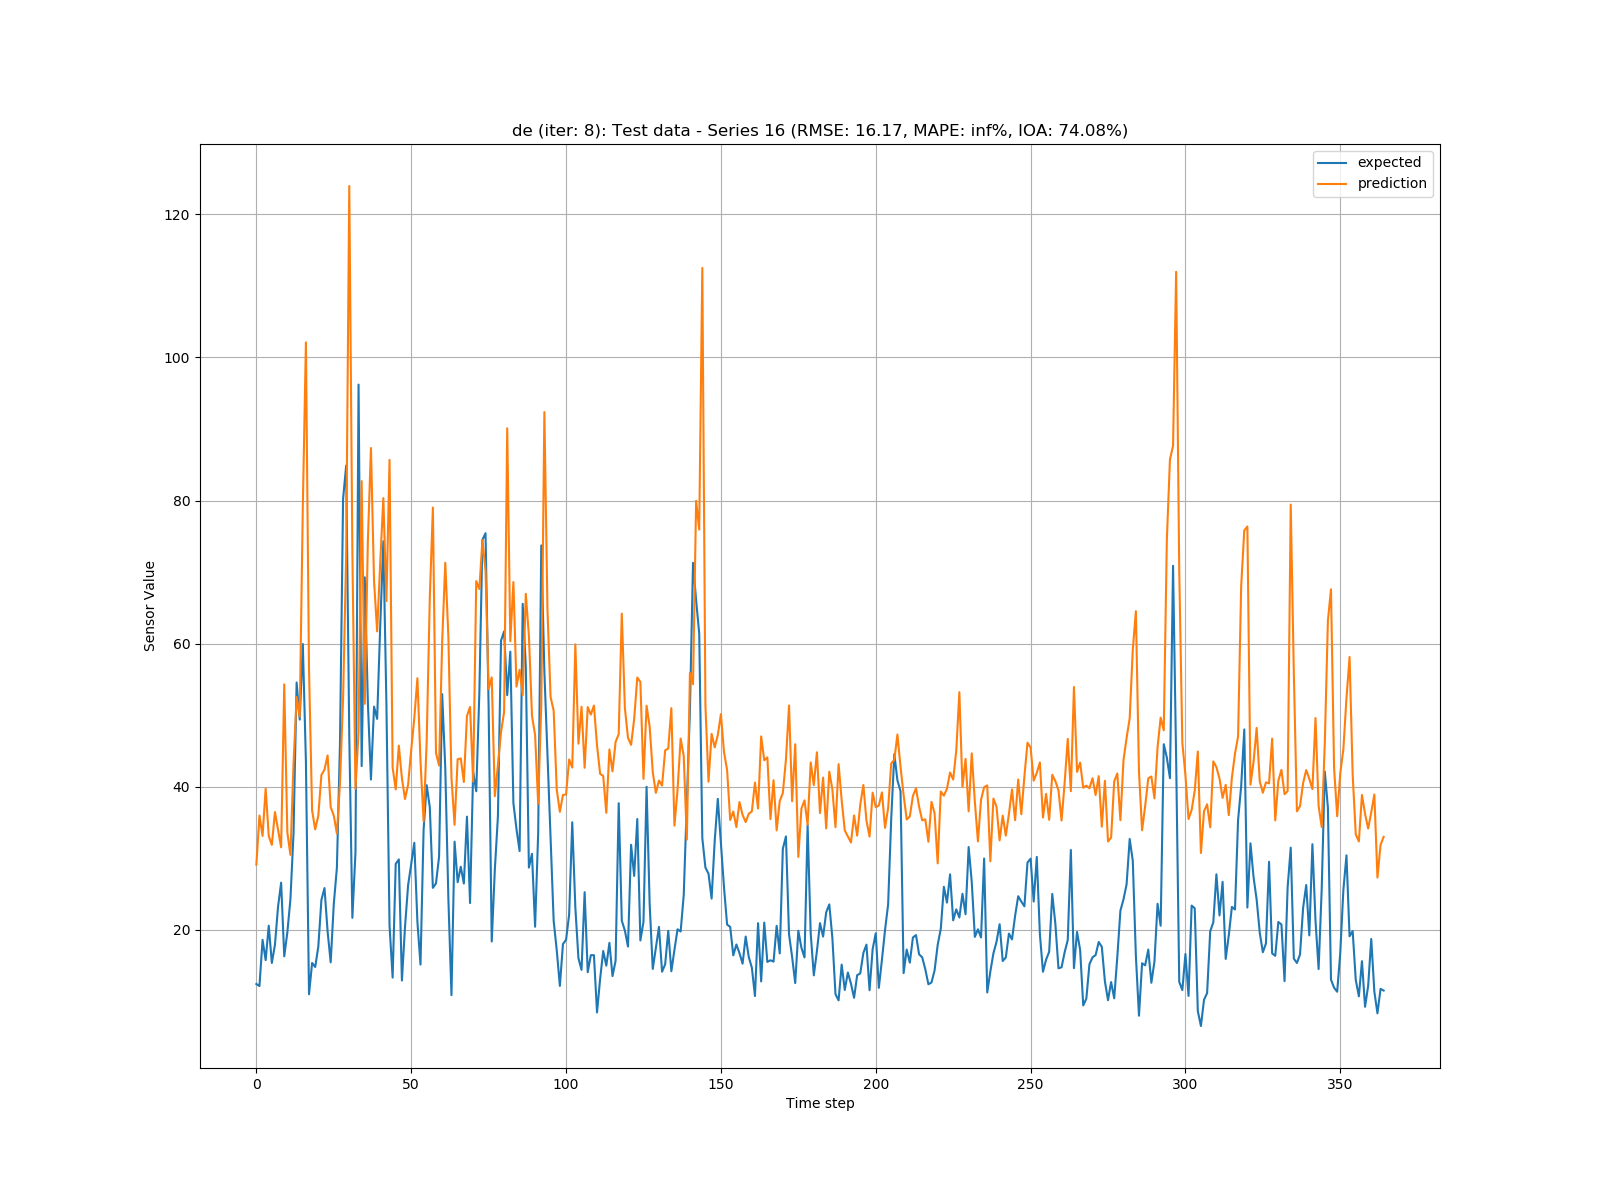 de (iter: 8): Test data - Series 16 (RMSE: 16.17, MAPE: inf%, IOA: 74.08%)
expected
prediction
120
100
80
60
40
20
Sensor Value
0 50 100 150 200 250 300 350
Time step